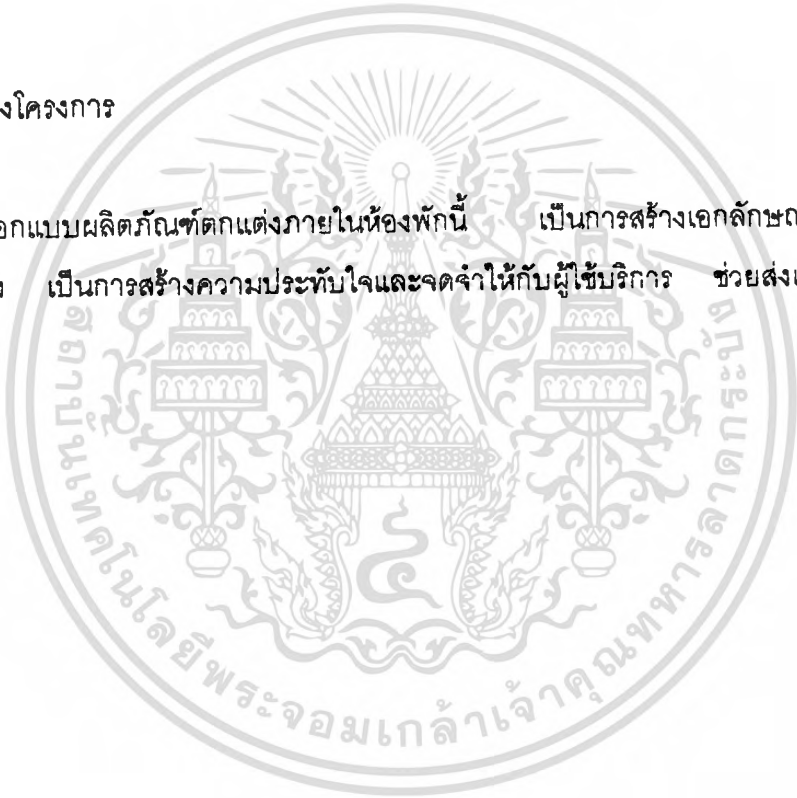 งโครงการ
อกแบบผลิตภัณฑ์ตกแต่งภายในห้องพักนี้ เป็นการสร้างเอกลักษณ
เป็นการสร้างความประทับใจและจดจำให้กับผู้ใช้บริการ ช่วยส่งเ
สถาบันเทคโนโลยีพระจอมเกล้าเจ้าคุณทหารลาดกระบัง